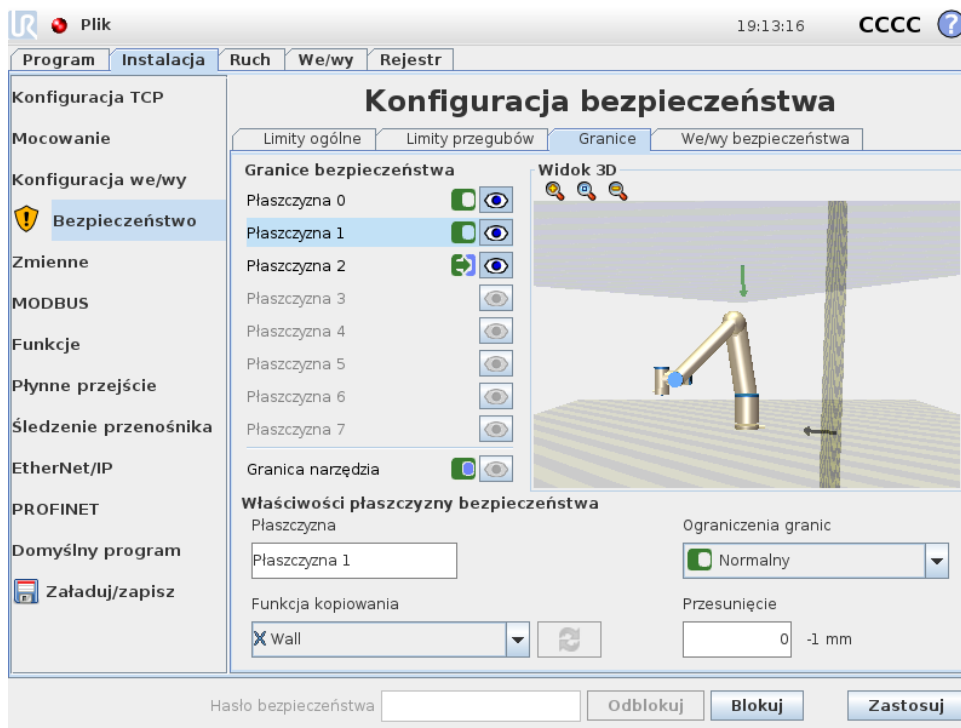 UR Plik 19:13:16 CCCC ?
Program Instalacja Ruch We/wy Rejestr
Konfiguracja TCP
Mocowanie
Konfiguracja we/wy
Bezpieczeństwo
Zmienne
MODBUS
Funkcje
Płynne przejście
Śledzenie przenośnika
EtherNet/IP
PROFINET
Domyślny program
Załaduj/zapisz
Konfiguracja bezpieczeństwa
Limity ogólne Limity przegubów Granice We/wy bezpieczeństwa
Granice bezpieczeństwa
Płaszczyzna 0
Płaszczyzna 1
Płaszczyzna 2
Płaszczyzna 3
Płaszczyzna 4
Płaszczyzna 5
Płaszczyzna 6
Płaszczyzna 7
Granica narzędzia
Widok 3D
Właściwości płaszczyzny bezpieczeństwa
Płaszczyzna
Płaszczyzna 1
Ograniczenia granic
Normalny
Funkcja kopiowania
Wall
Przesunięcie
0 -1 mm
Hasło bezpieczeństwa Odblokuj Blokuj Zastosuj